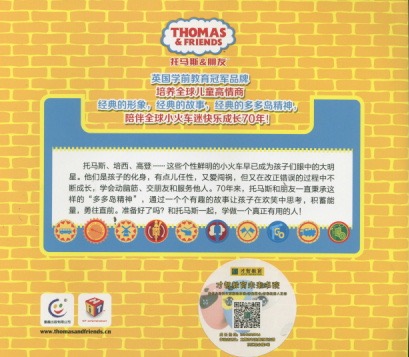 THOMAS
& FRIENDS
托马斯&朋友
英国学前教育冠军品牌
培养全球儿童高情商
经典的形象，经典的故事，经典的多多岛精神，
陪伴全球小火车迷快乐成长70年！
托马斯、培西、高登……这些个性鲜明的小火车早已成为孩子们眼中的大明
星。他们是孩子的化身，有点儿任性，又爱闯祸，但又在改正错误的过程中不
断成长，学会动脑筋、交朋友和服务他人。70年来，托马斯和朋友一直秉承这
样的“多多岛精神”，通过一个个有趣的故事让孩子在欢笑中思考，积蓄能
量，勇往直前。准备好了吗？和托马斯一起，学做一个真正有用的人！
www.thomasandfriends.cn